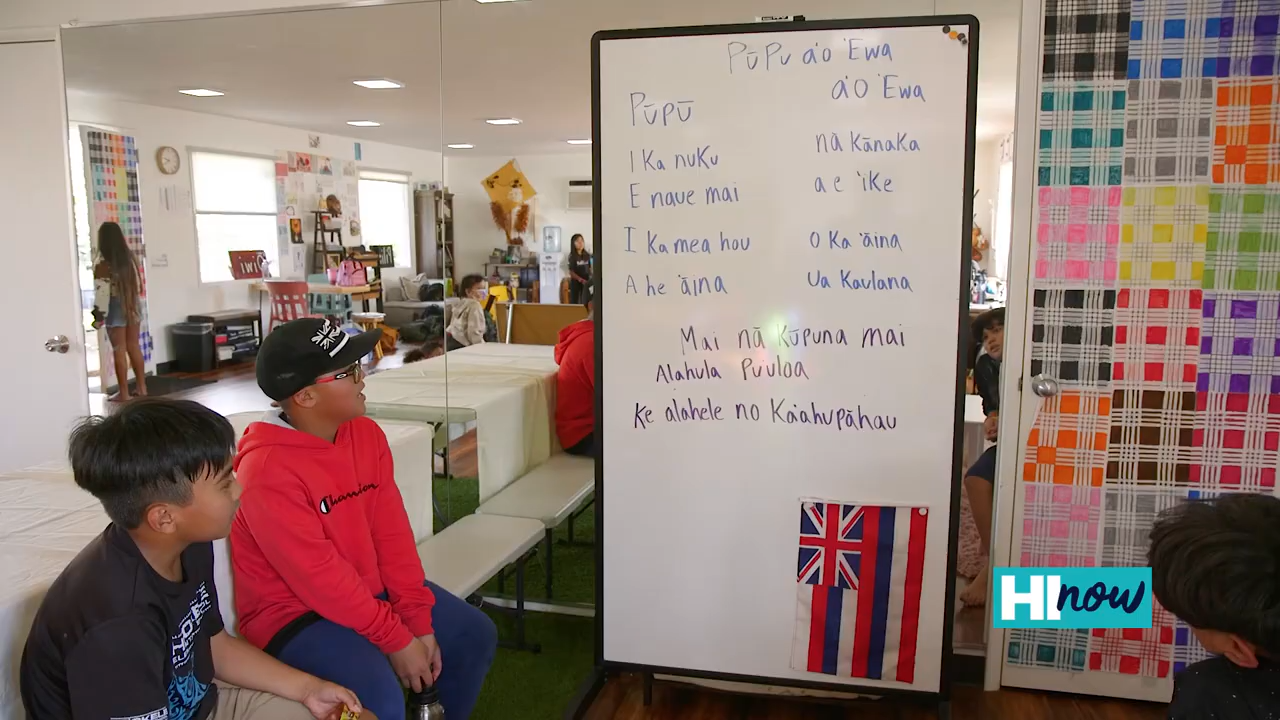 Pūpu a'o 'Ewa
a'o 'Ewa
Pūpū
I Ka nuku
E naue mai
I Ka mea hou
A he 'āina
nā Kānaka
a e 'ike
o Ka 'āina
Ua Kaulana
Mai nā Kūpuna mai
Alahula Pu'uloa
Ke alahele no Ka'ahupāhau
Champion
HI now